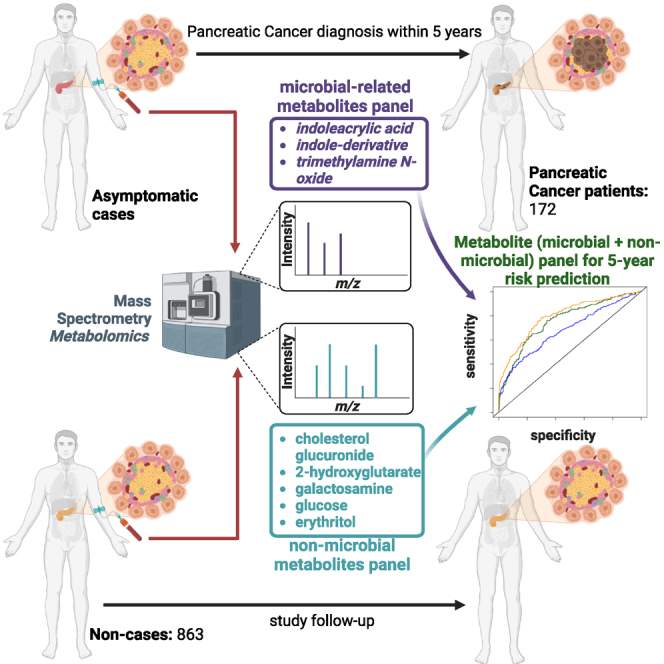 Pancreatic Cancer diagnosis within 5 years
microbial-related
metabolites panel
• indoleacrylic acid
• indole-derivative
• trimethylamine N-
oxide
Asymptomatic
cases
Pancreatic
Cancer patients:
172
Intensity
m/z
Metabolite (microbial + non-
microbial) panel for 5-year
risk prediction
Mass
Spectrometry
Metabolomics
Intensity
m/z
sensitivity
specificity
• cholesterol
glucuronide
• 2-hydroxyglutarate
• galactosamine
• glucose
• erythritol
non-microbial
metabolites panel
Non-cases: 863
study follow-up